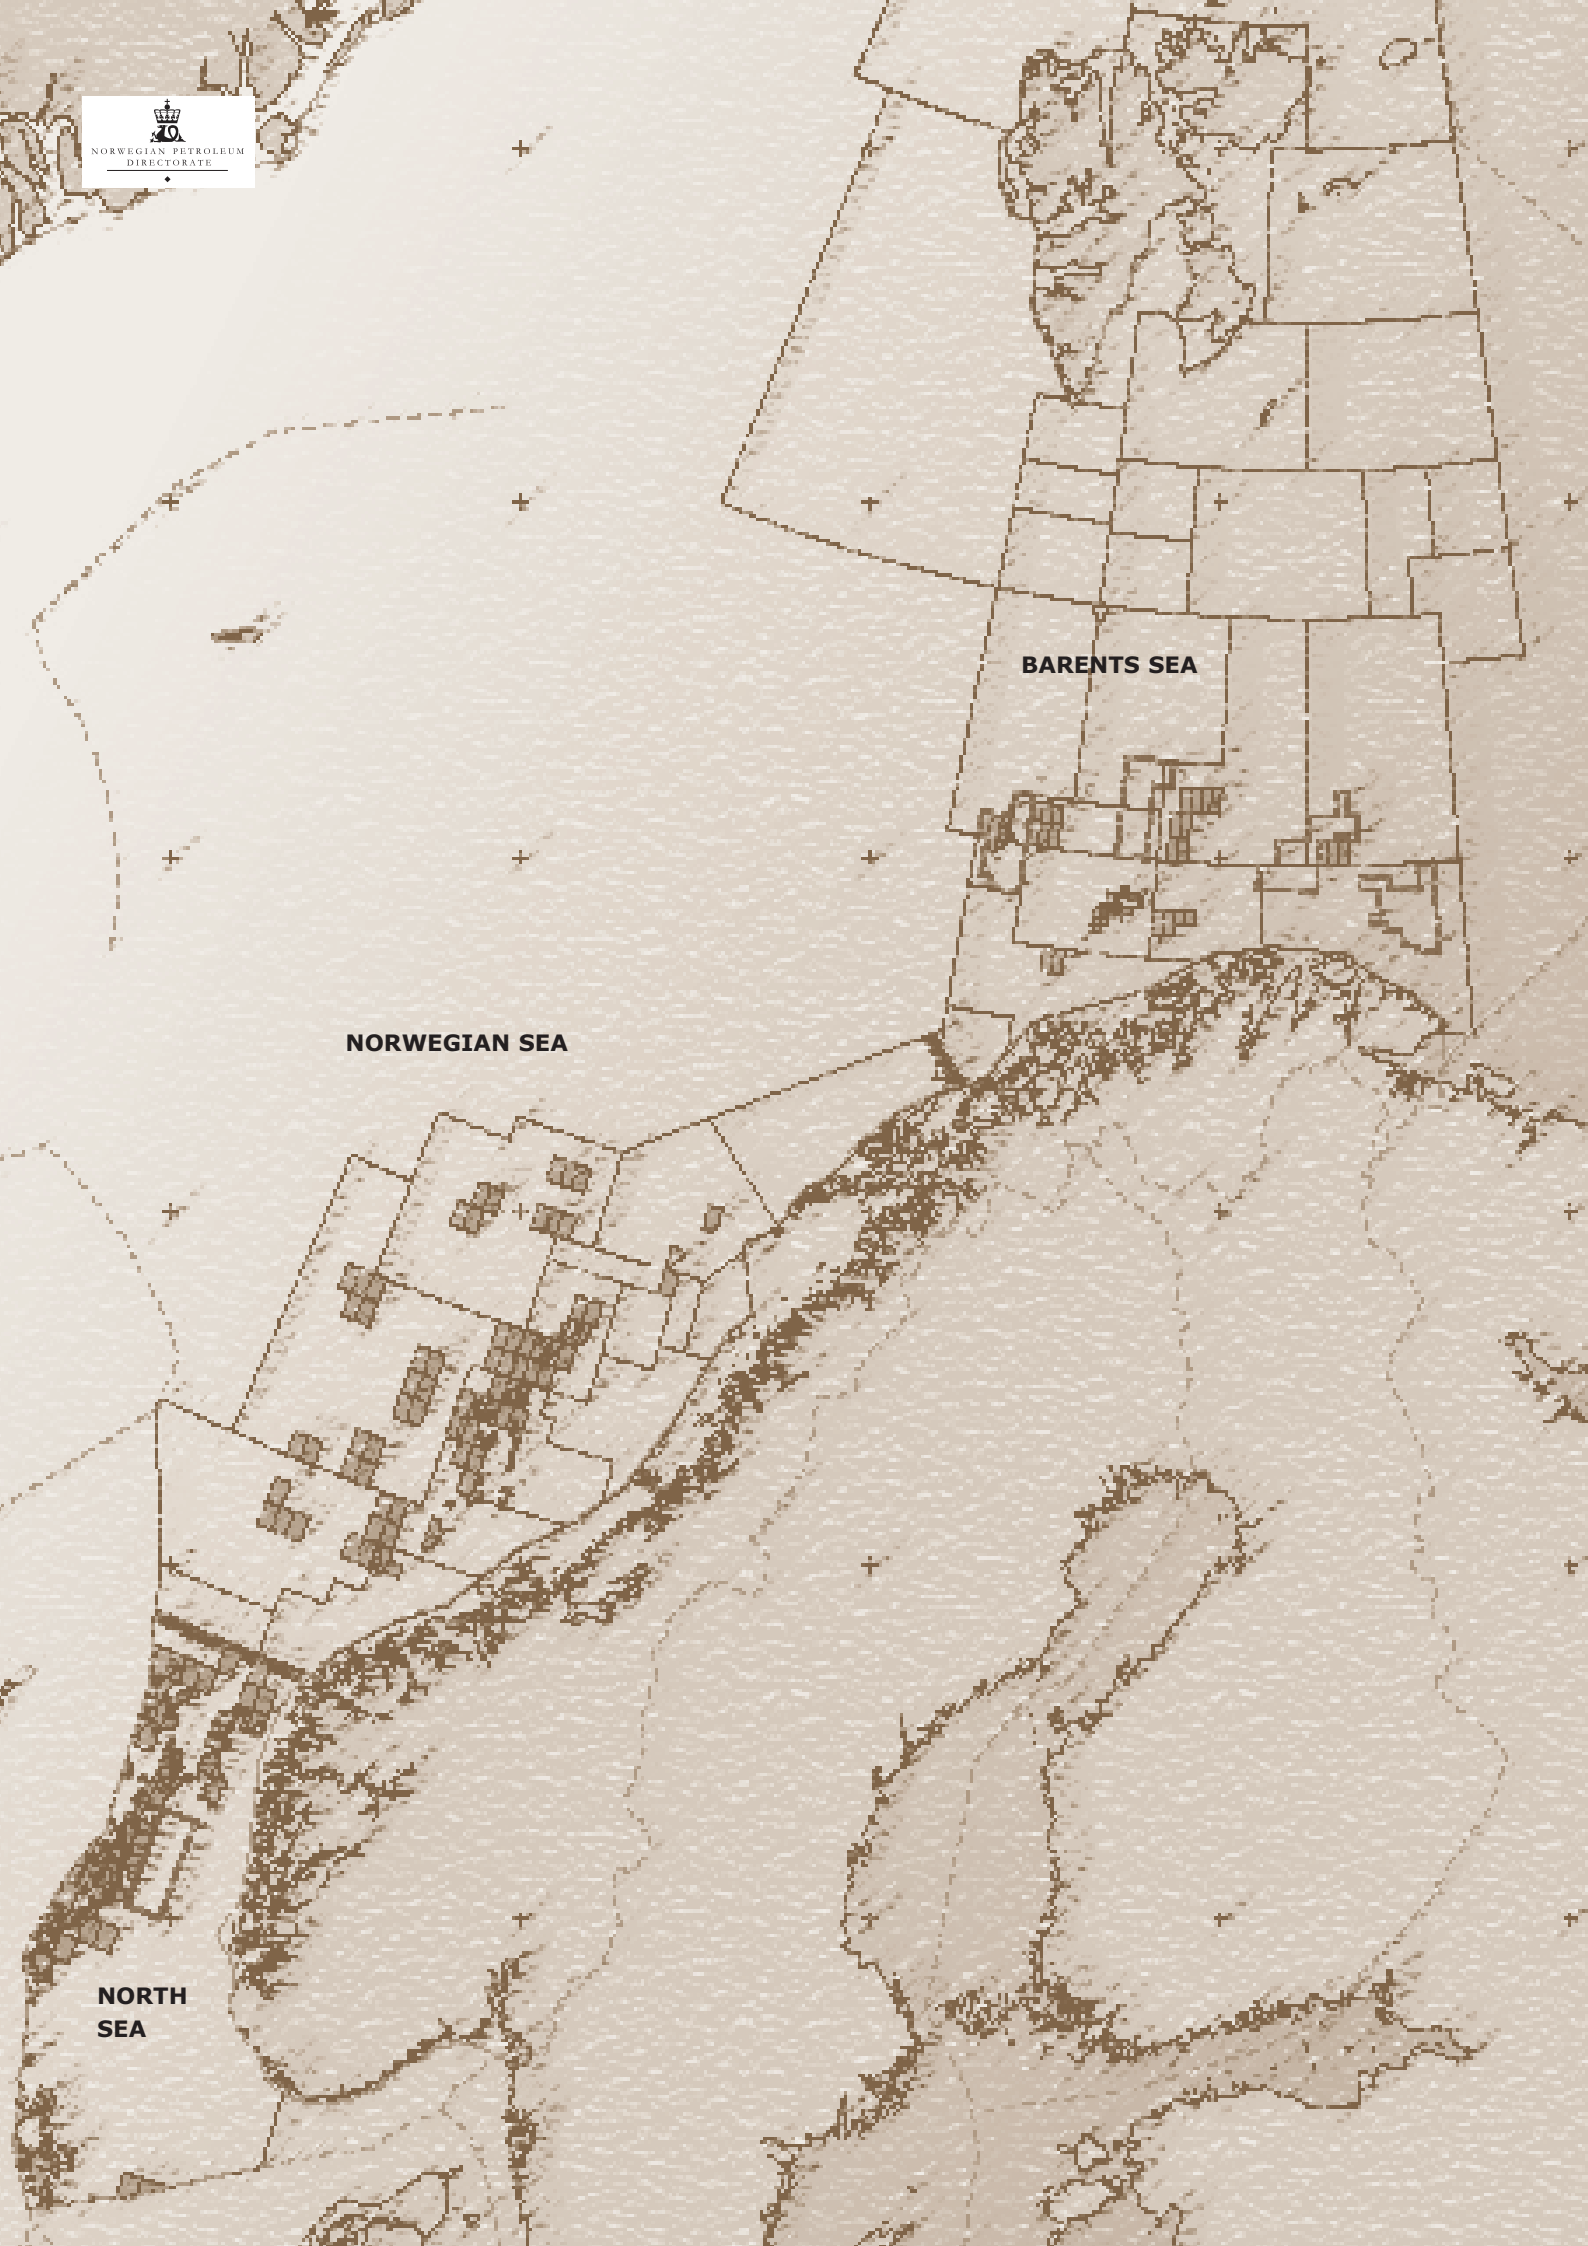 NORWEGIAN PETROLEUM
DIRECTORATE
BARENTS SEA
NORWEGIAN SEA
NORTH
SEA